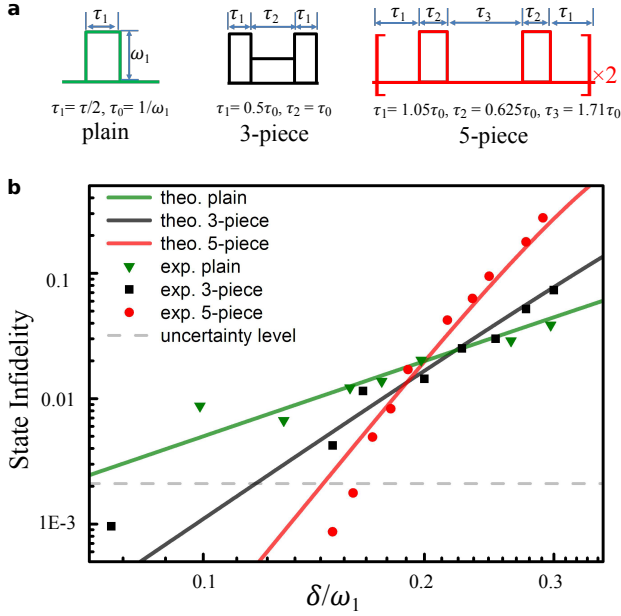 a
τ₁
ω₁
τ₁= τ/2, τ₀= 1/ω₁
plain
τ₁ τ₂ τ₁
τ₁= 0.5τ₀, τ₂ = τ₀
3-piece
τ₁ τ₂ τ₃ τ₂ τ₁
×2
τ₁ = 1.05τ₀, τ₂ = 0.625τ₀, τ₃ = 1.71τ₀
5-piece
b
State Infidelity
0.1
0.01
1E-3
theo. plain
theo. 3-piece
theo. 5-piece
exp. plain
exp. 3-piece
exp. 5-piece
uncertainty level
0.1 0.2 0.3
δ/ω₁